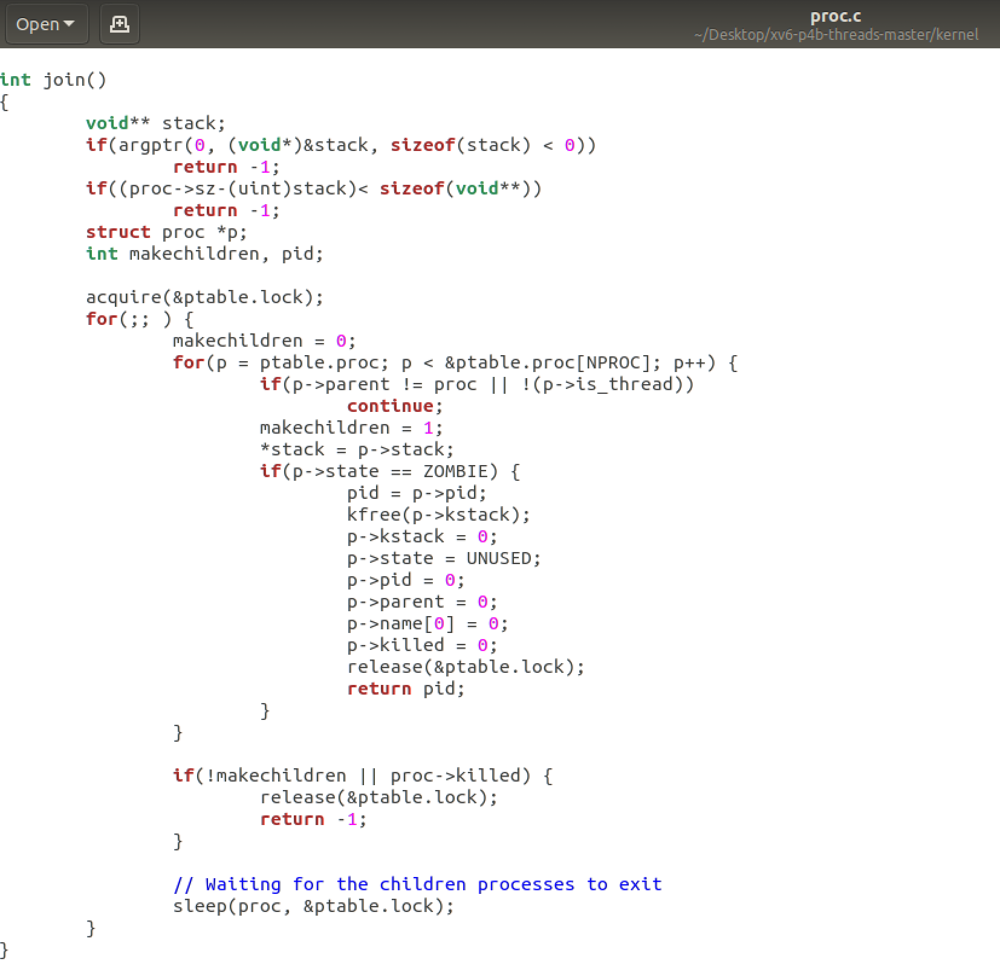 Open
proc.c
~/Desktop/xv6-p4b-threads-master/kernel
int join()
{
        void** stack;
        if(argptr(0, (void*)&stack, sizeof(stack) < 0))
                return -1;
        if((proc->sz-(uint)stack)< sizeof(void**))
                return -1;
        struct proc *p;
        int makechildren, pid;

        acquire(&ptable.lock);
        for(;; ) {
                makechildren = 0;
                for(p = ptable.proc; p < &ptable.proc[NPROC]; p++) {
                        if(p->parent != proc || !(p->is_thread))
                                continue;
                        makechildren = 1;
                        *stack = p->stack;
                        if(p->state == ZOMBIE) {
                                pid = p->pid;
                                kfree(p->kstack);
                                p->kstack = 0;
                                p->state = UNUSED;
                                p->pid = 0;
                                p->parent = 0;
                                p->name[0] = 0;
                                p->killed = 0;
                                release(&ptable.lock);
                                return pid;
                        }
                }

                if(!makechildren || proc->killed) {
                        release(&ptable.lock);
                        return -1;
                }

                // Waiting for the children processes to exit
                sleep(proc, &ptable.lock);
        }
}